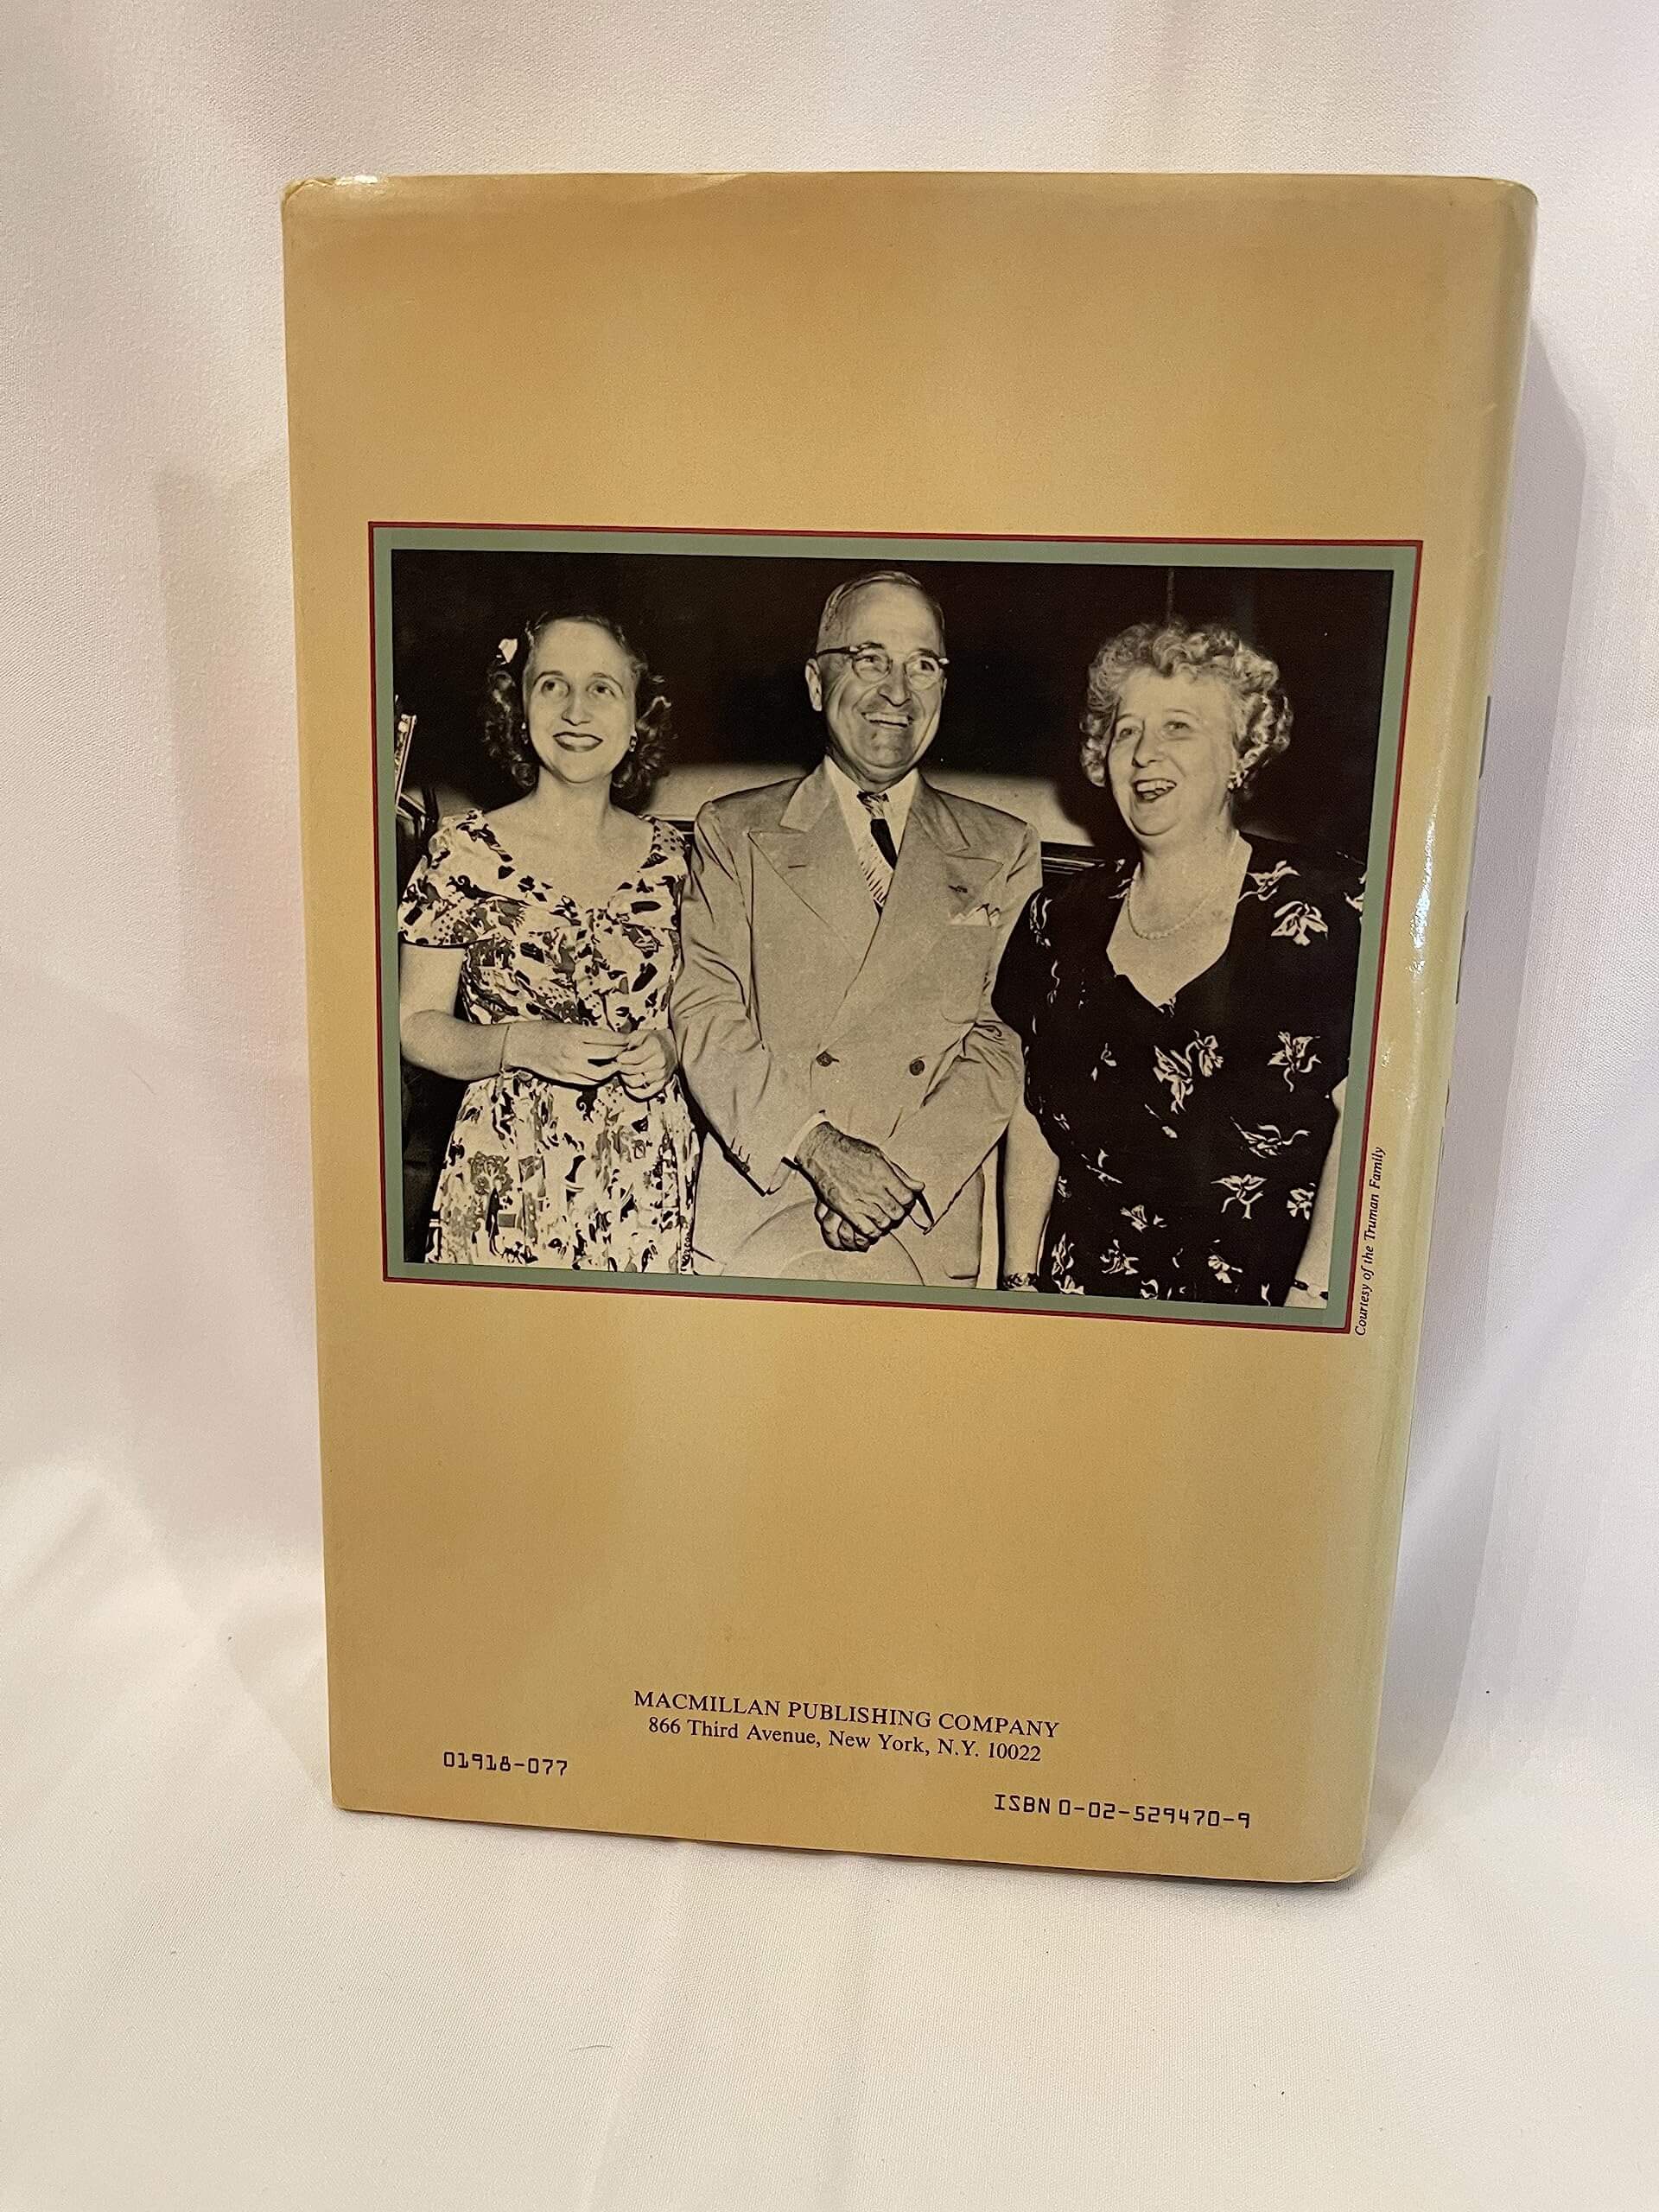 Courtesy of the Truman Family
MACMILLAN PUBLISHING COMPANY
866 Third Avenue, New York, N.Y. 10022
01918-077
ISBN 0-02-529470-9